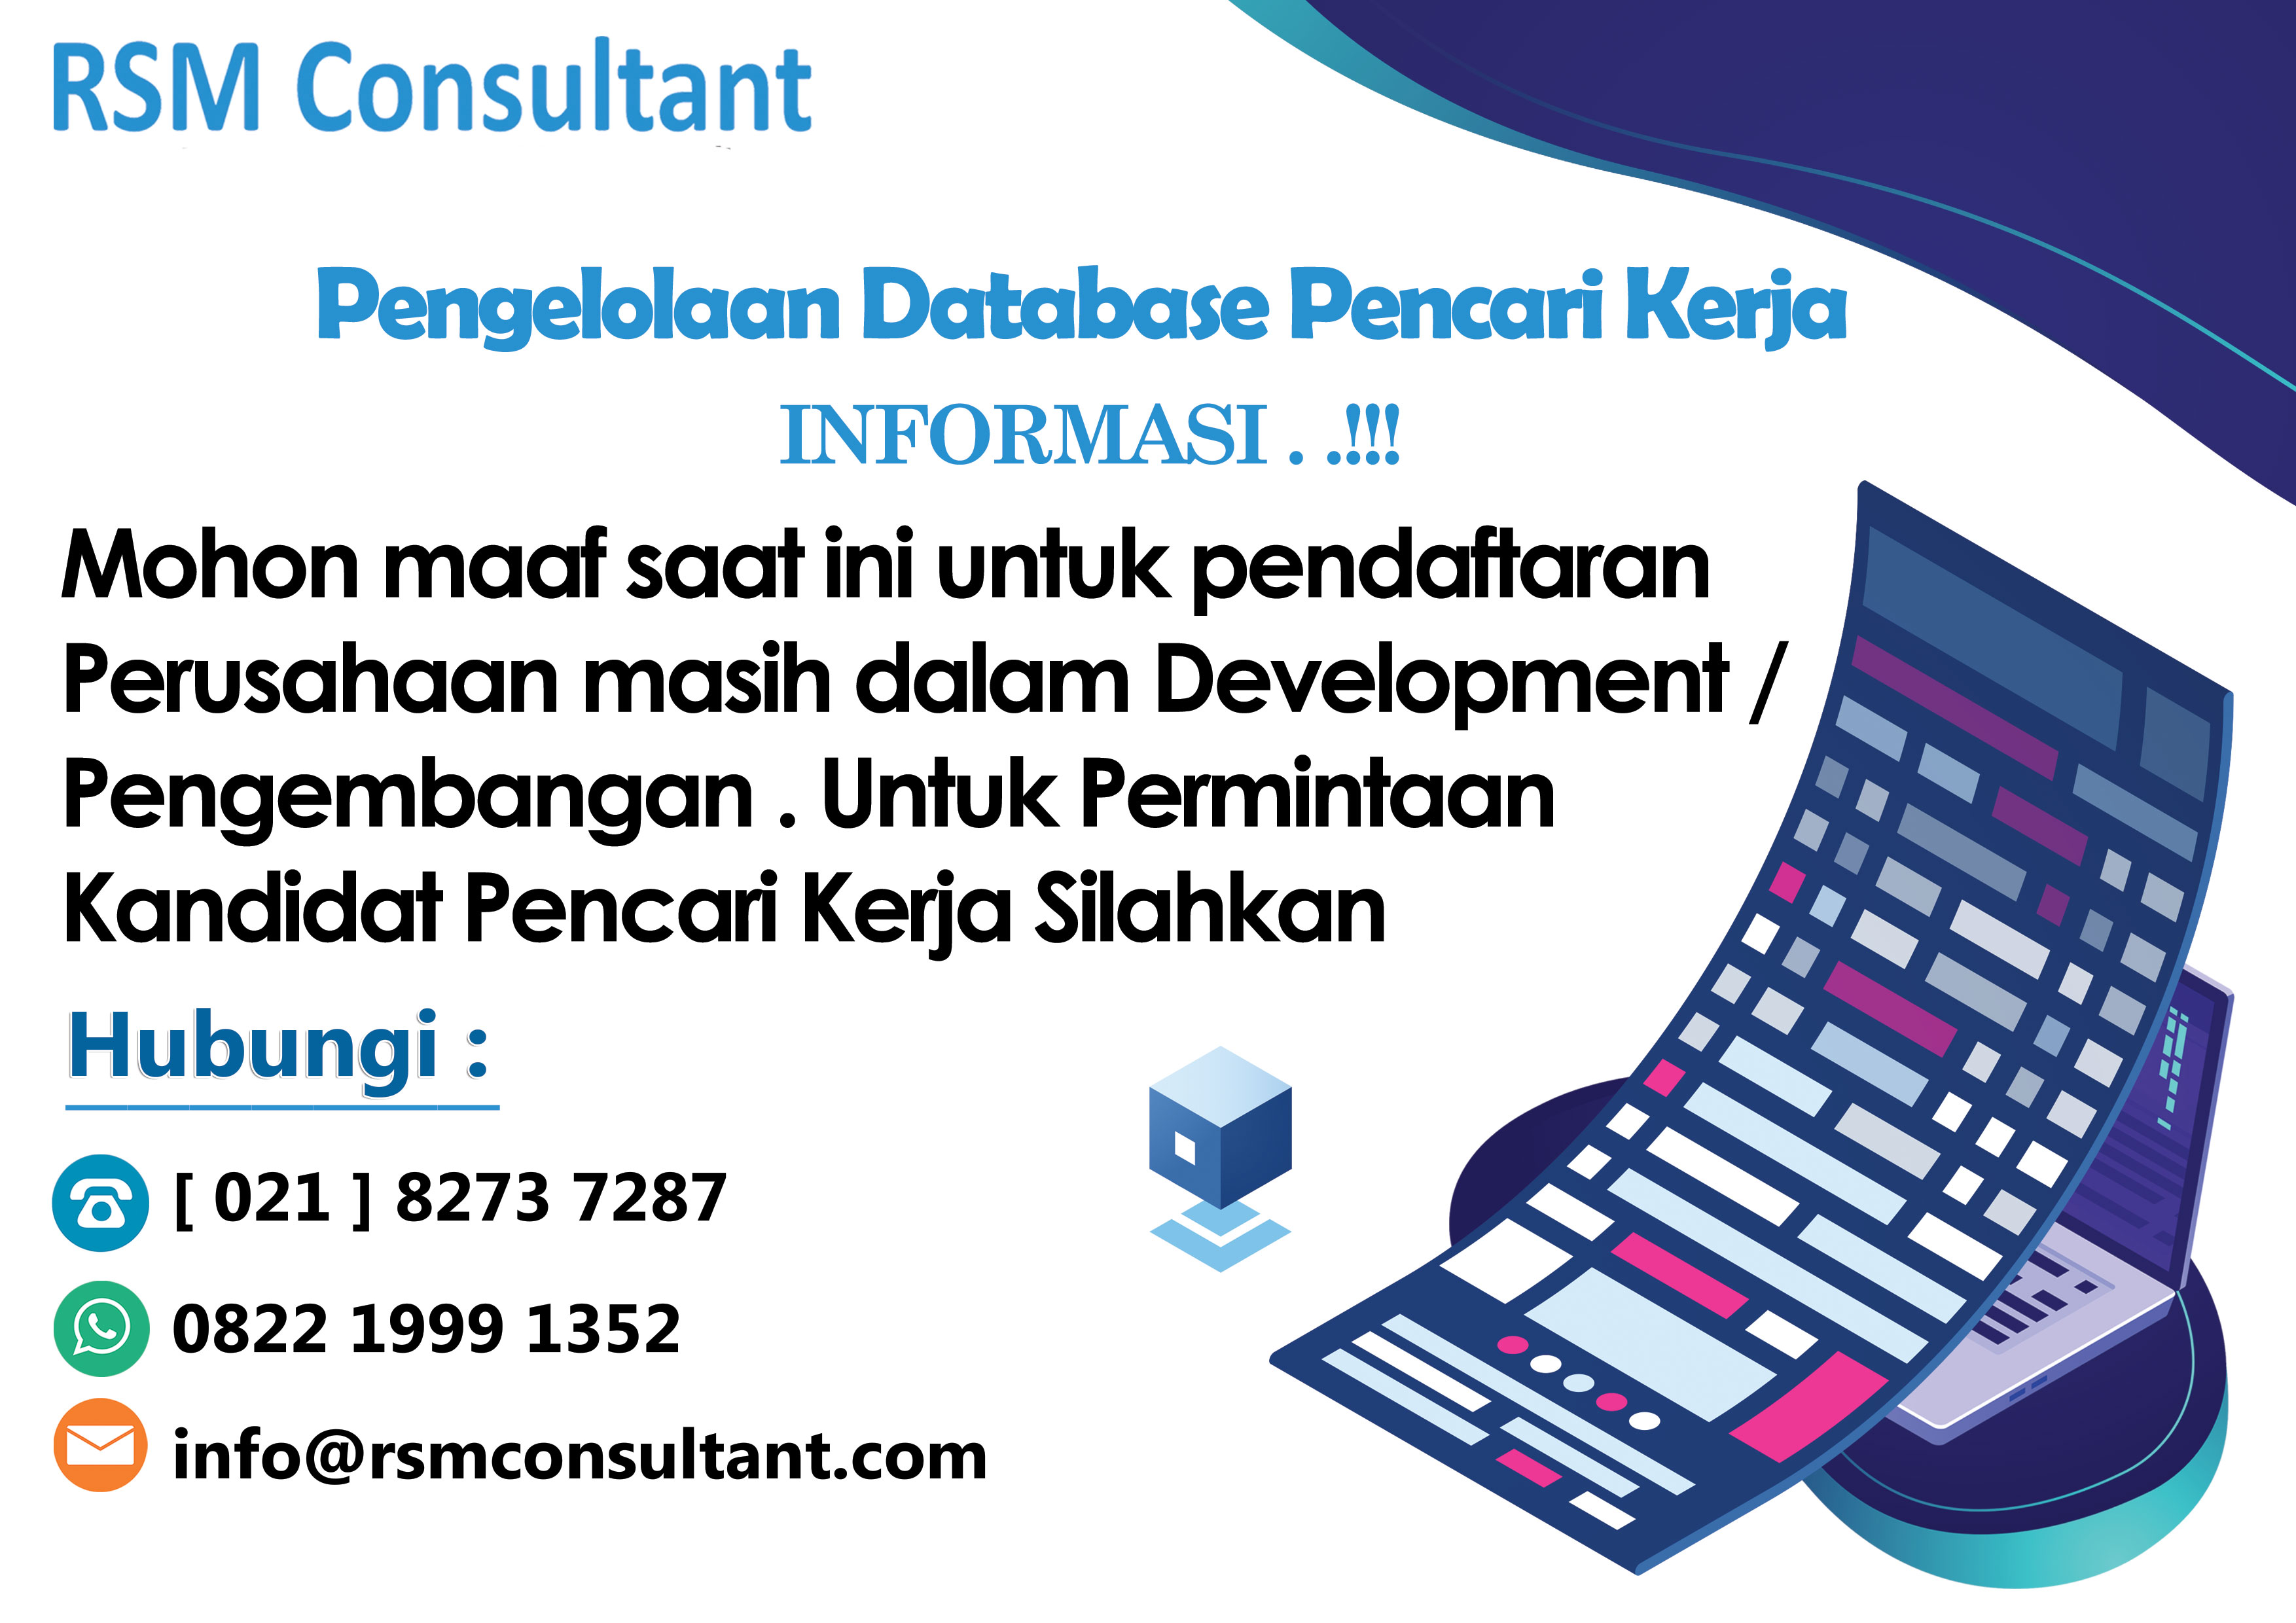 RSM Consultant
Pengelolaan Database Pencari Kerja
INFORMASI . .!!!
Mohon maaf saat ini untuk pendaftaran
Perusahaan masih dalam Development /
Pengembangan . Untuk Permintaan
Kandidat Pencari Kerja Silahkan
Hubungi :
[ 021 ] 8273 7287
0822 1999 1352
info@rsmconsultant.com